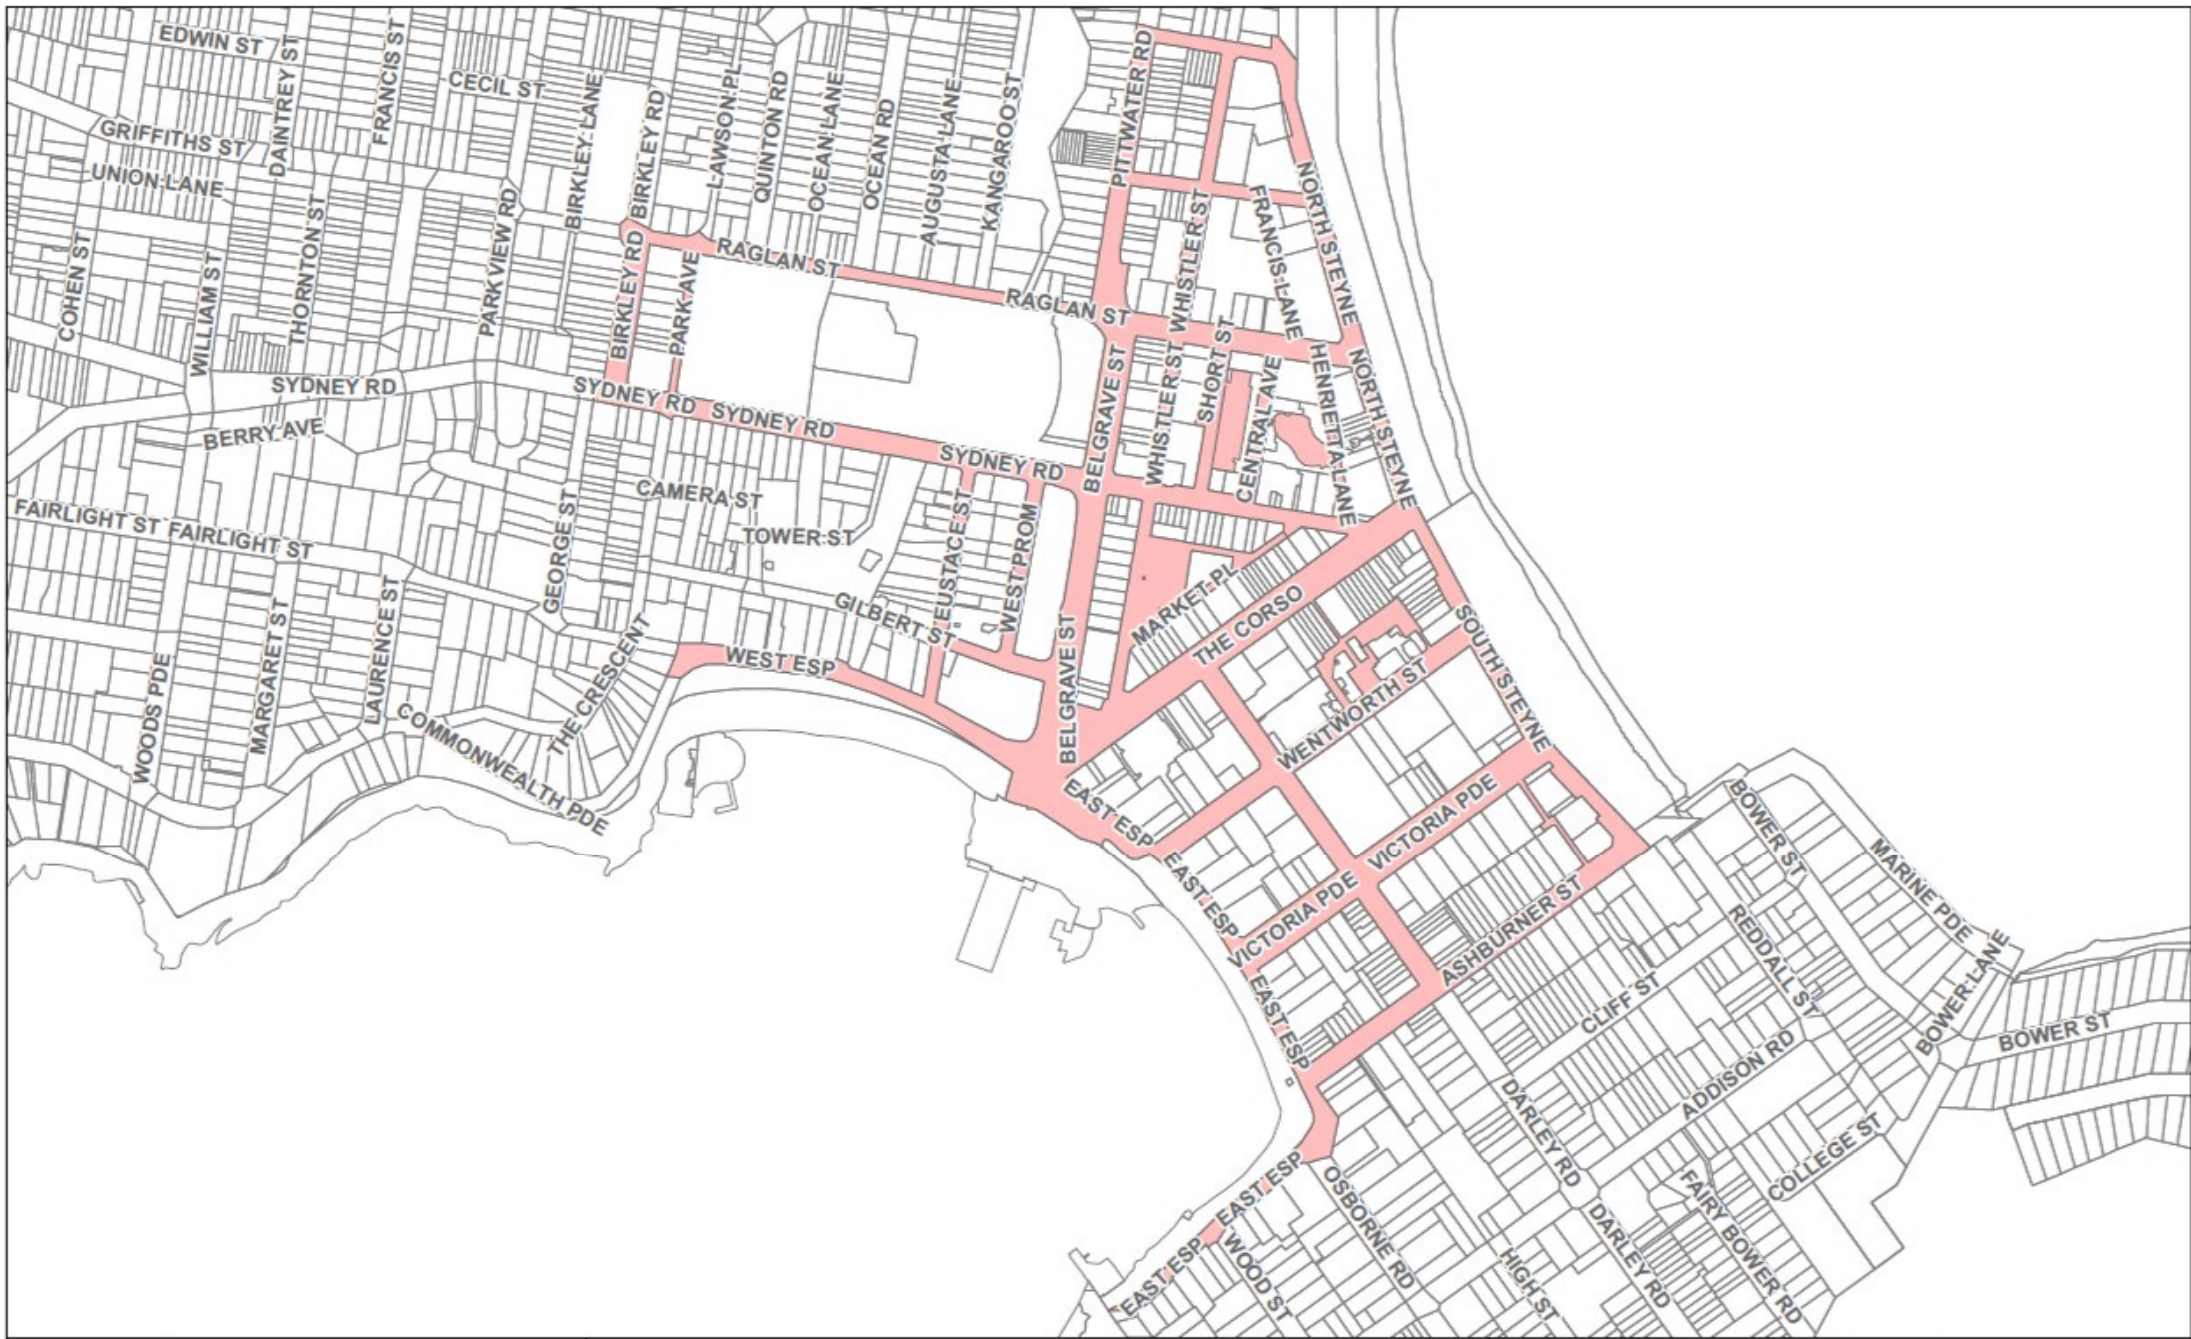 EDWIN ST
DAINTREY ST
FRANCIS ST
CECIL ST
BIRKLEY LANE
BIRKLEY RD
LAWSON PL
QUINTON RD
OCEAN LANE
OCEAN RD
AUGUSTA LANE
KANGAROO ST
PITTWATER RD
GRIFFITHS ST
UNION LANE
NORTH STEYNE
FRANCIS LANE
WHISTLER ST
COHEN ST
WILLIAM ST
THORNTON ST
PARKVIEW RD
BIRKLEY RD
PARK AVE
RAGLAN ST
RAGLAN ST
BELGRAVE ST
WHISTLER ST
SHORT ST
CENTRAL AVE
HENRIETTA LANE
NORTH STEYNE
SYDNEY RD
SYDNEY RD
SYDNEY RD
SYDNEY RD
BERRY AVE
CAMERA ST
TOWER ST
FAIRLIGHT ST
FAIRLIGHT ST
GEORGE ST
EUSTACE ST
WEST PROM
GILBERT ST
MARKET PL
THE CORSO
WOODS PDE
MARGARET ST
LAURENCE ST
THE CRESCENT
WEST ESP
BELGRAVE ST
WENTWORTH ST
SOUTH STEYNE
COMMONWEALTH PDE
EAST ESP
EAST ESP
VICTORIA PDE
VICTORIA PDE
BOWER ST
MARINE PDE
ASHBURNER ST
REDDALL ST
EAST ESP
CLIFF ST
BOWER LANE
BOWER ST
ADDISON RD
DARLEY RD
COLLEGE ST
EAST ESP
OSBORNE RD
FAIRY BOWER RD
DARLEY RD
EAST ESP
WOOD ST
HIGH ST